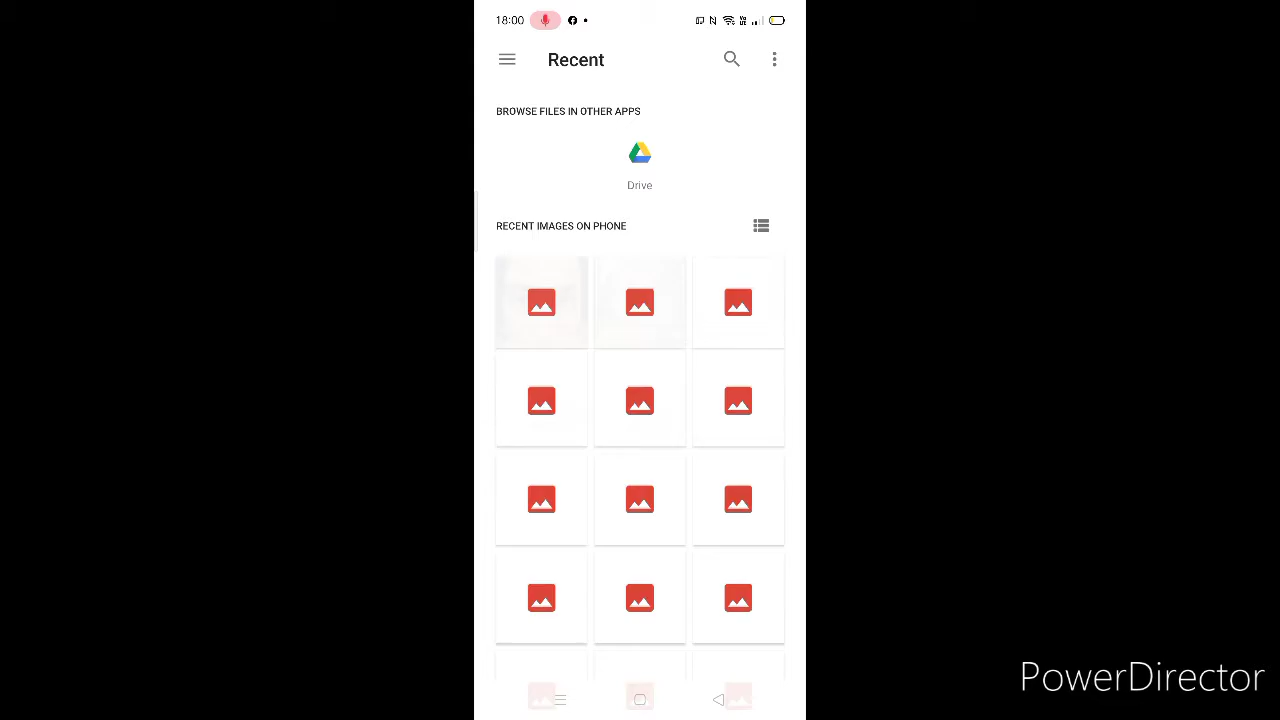 18:00
Recent
BROWSE FILES IN OTHER APPS
Drive
RECENT IMAGES ON PHONE
PowerDirector